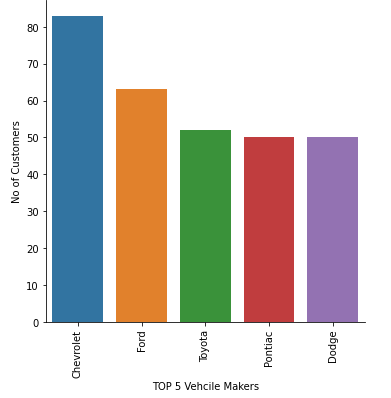 80
70
60
50
40
30
20
10
0
No of Customers
Chevrolet
Ford
Toyota
Pontiac
Dodge
TOP 5 Vehcile Makers